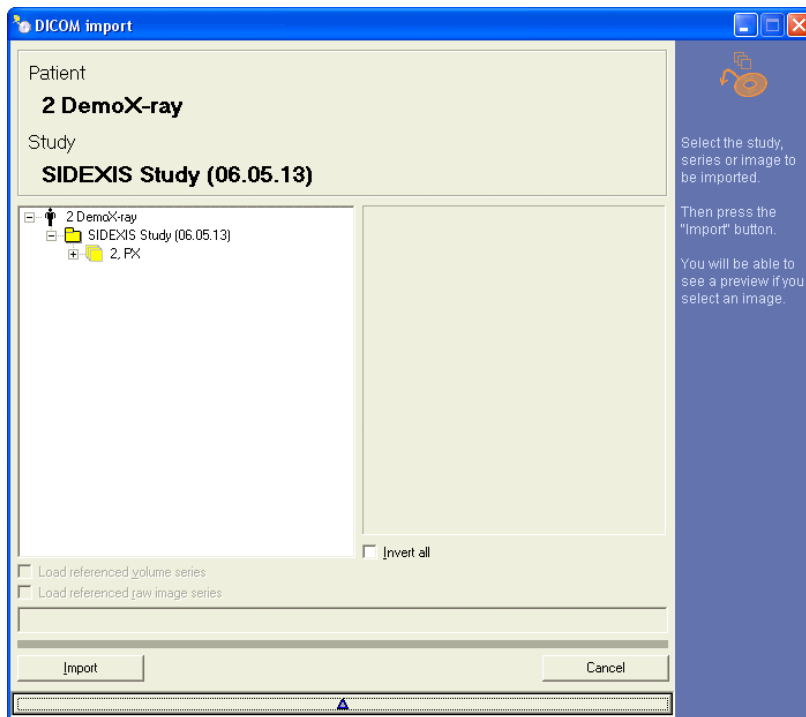 DICOM import
Patient
2 DemoX-ray
Study
SIDEXIS Study (06.05.13)
2 DemoX-ray
SIDEXIS Study (06.05.13)
2, PX
Invert all
Load referenced volume series
Load referenced raw image series
Import
Cancel
Select the study,
series or image to
be imported.
Then press the
"Import" button.
You will be able to
see a preview if you
select an image.